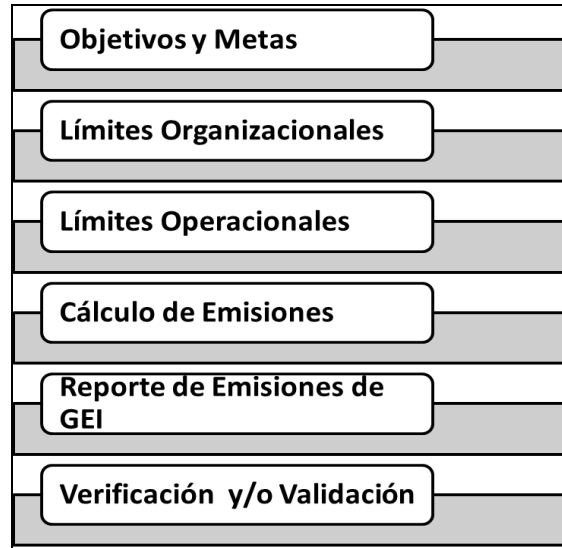 Objetivos y Metas
Límites Organizacionales
Límites Operacionales
Cálculo de Emisiones
Reporte de Emisiones de
GEI
Verificación y/o Validación